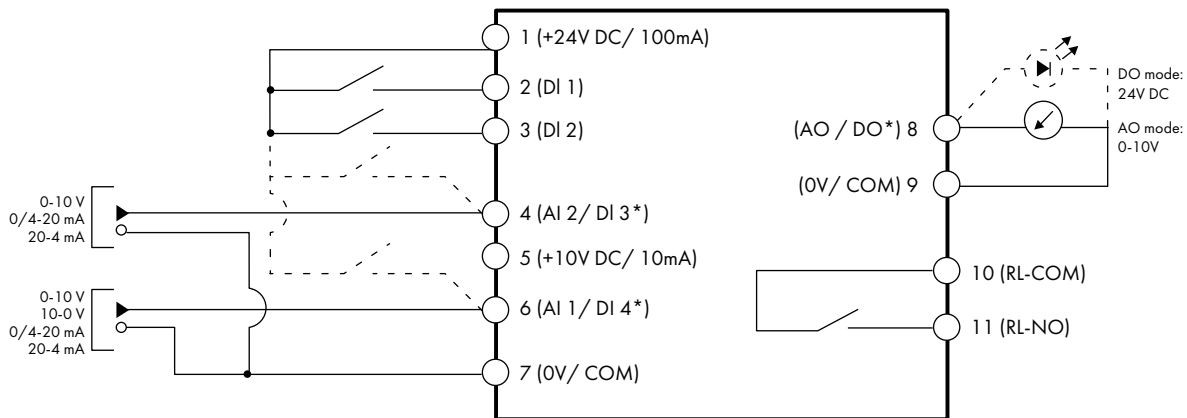 1 (+24V DC/ 100mA)
2 (DI 1)
3 (DI 2)
0-10 V
0/4-20 mA
20-4 mA
4 (AI 2/ DI 3*)
5 (+10V DC/ 10mA)
0-10 V
10-0 V
0/4-20 mA
20-4 mA
6 (AI 1/ DI 4*)
7 (0V/ COM)
DO mode:
24V DC
(AO / DO*) 8
AO mode:
0-10V
(0V/ COM) 9
10 (RL-COM)
11 (RL-NO)